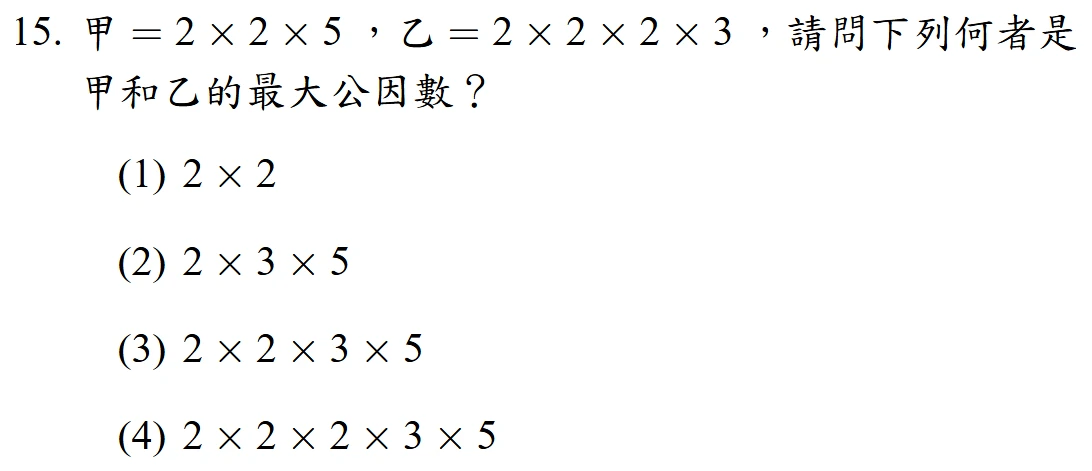 15. 甲 = 2 × 2 × 5 ，乙 = 2 × 2 × 2 × 3 ，請問下列何者是
甲和乙的最大公因數？
(1) 2 × 2
(2) 2 × 3 × 5
(3) 2 × 2 × 3 × 5
(4) 2 × 2 × 2 × 3 × 5